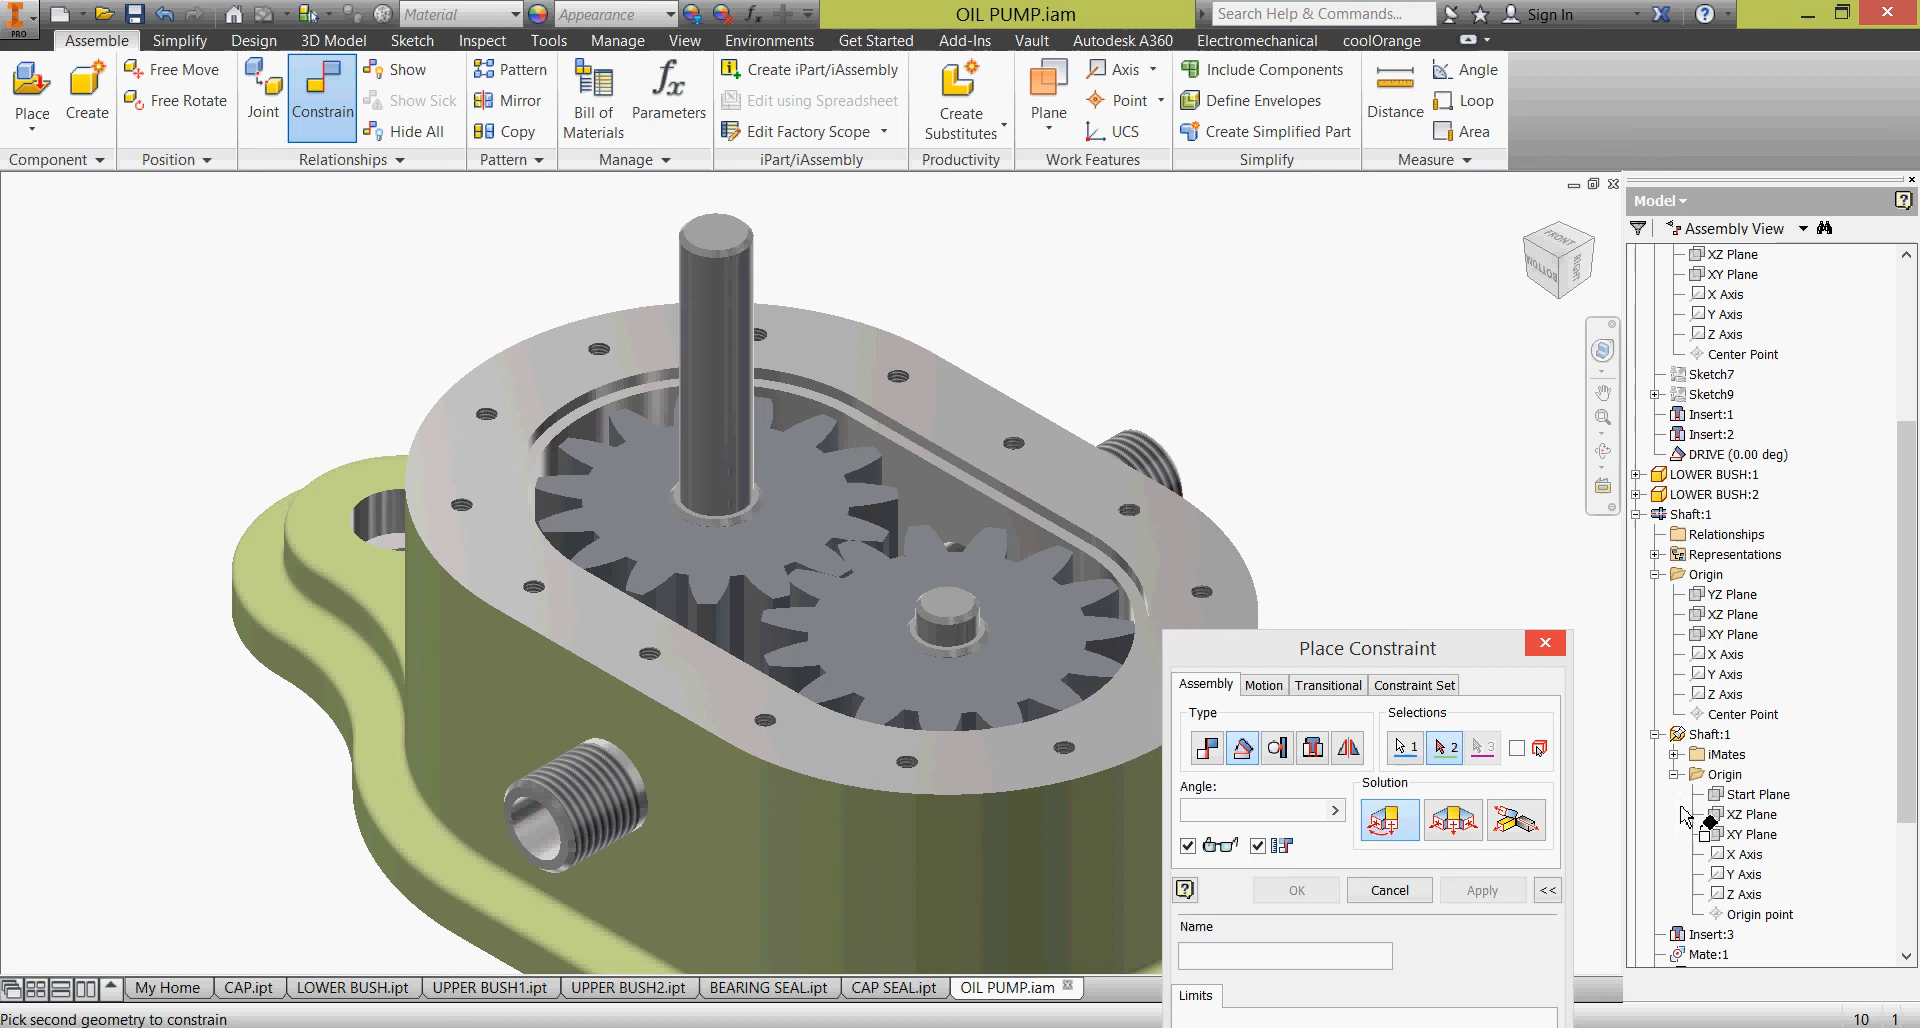 PRO
Material
Appearance
OIL PUMP.iam
Search Help & Commands...
Sign In
Assemble Simplify Design 3D Model Sketch Inspect Tools Manage View Environments Get Started Add-Ins Vault Autodesk A360 Electromechanical coolOrange
Place
Create
Free Move
Free Rotate
Joint
Constrain
Show
Show Sick
Hide All
Pattern
Mirror
Copy
Bill of Materials
Parameters
Create iPart/iAssembly
Edit using Spreadsheet
Edit Factory Scope
Create Substitutes
Plane
Axis
Point
UCS
Include Components
Define Envelopes
Create Simplified Part
Distance
Angle
Loop
Area
Component Position Relationships Pattern Manage iPart/iAssembly Productivity Work Features Simplify Measure
FRONT
BOTTOM
RIGHT
Model
Assembly View
XZ Plane
XY Plane
X Axis
Y Axis
Z Axis
Center Point
Sketch7
Sketch9
Insert:1
Insert:2
DRIVE (0.00 deg)
LOWER BUSH:1
LOWER BUSH:2
Shaft:1
Relationships
Representations
Origin
YZ Plane
XZ Plane
XY Plane
X Axis
Y Axis
Z Axis
Center Point
Shaft:1
iMates
Origin
Start Plane
XZ Plane
XY Plane
X Axis
Y Axis
Z Axis
Origin point
Insert:3
Mate:1
Place Constraint
Assembly Motion Transitional Constraint Set
Type
Selections
1 2 3
Angle:
Solution
OK Cancel Apply <<
Name
Limits
My Home CAP.ipt LOWER BUSH.ipt UPPER BUSH1.ipt UPPER BUSH2.ipt BEARING SEAL.ipt CAP SEAL.ipt OIL PUMP.iam
Pick second geometry to constrain
10 1